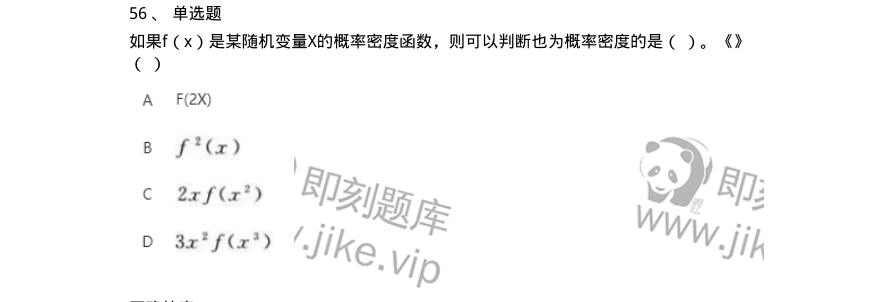 56 、 单选题
如果f（x）是某随机变量X的概率密度函数，则可以判断也为概率密度的是（ ）。《》
（ ）
A F(2X)
B f²(x)
C 2xf(x²)
D 3x²f(x³)
即刻题库
.jike.vip
即
www.jik